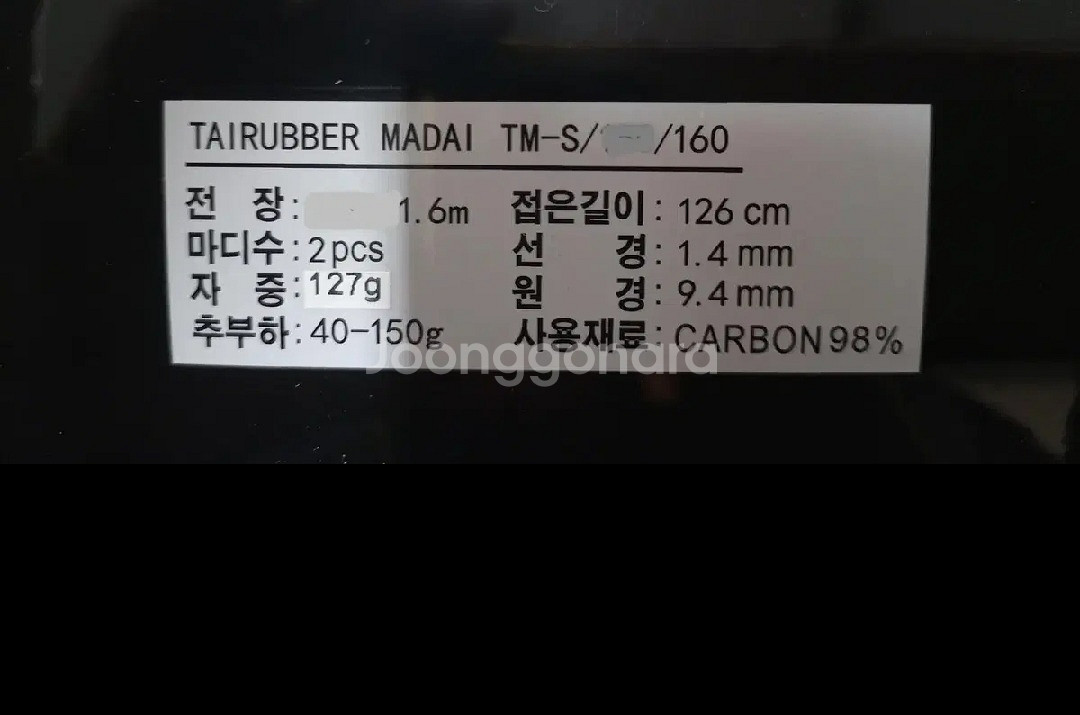 TAIRUBBER MADAI TM-S/ /160
전 장: 1.6m 접은길이: 126 cm
마디수: 2pcs 선 경: 1.4 mm
자 중: 127g 원 경: 9.4 mm
추부하: 40-150g 사용재료: CARBON 98%
Joonggonara